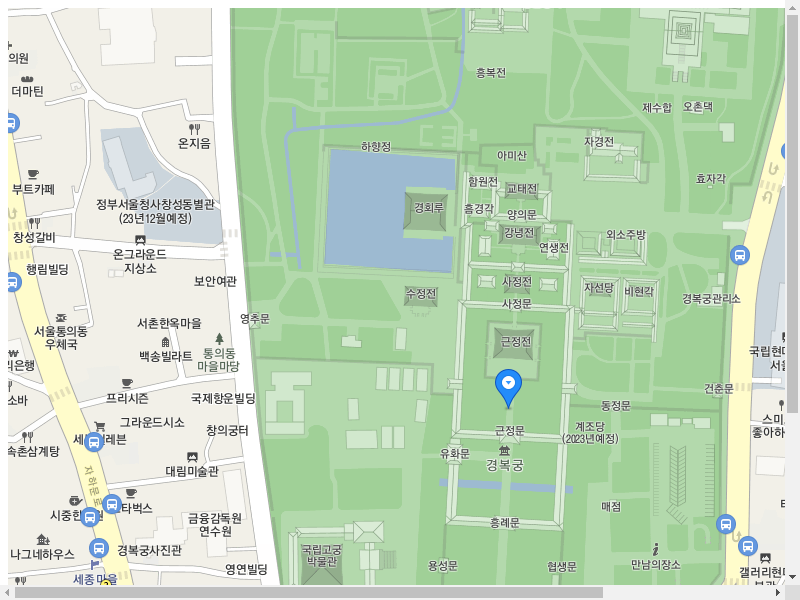 흥복전
의원
더마틴
제수합
오촌댁
온지음
하향정
아미산
자경전
함원전
효자각
부트카페
교태전
정부서울청사창성동별관
(23년12월예정)
경회루
흠경각
양의문
창성갈비
강녕전
외소주방
연생전
온그라운드
지상소
행림빌딩
보안여관
사정전
자선당
비현각
수정전
경복궁관리소
사정문
영추문
서촌한옥마을
서울통의동
우체국
근정전
백송빌라트
통의동
마을마당
국립현대
서울
리은행
건춘문
소바
프리시즌
국제항운빌딩
동정문
그라운드시소
스미스
좋아하
계조당
(2023년예정)
창의궁터
근정문
세븐일레븐
속촌삼계탕
유화문
경복궁
대림미술관
자하문로
매점
시중한의원
스타벅스
금융감독원
연수원
흥례문
나그네하우스
경복궁사진관
국립고궁
박물관
용성문
협생문
만남의장소
영연빌딩
세종마을
갤러리현대
본관